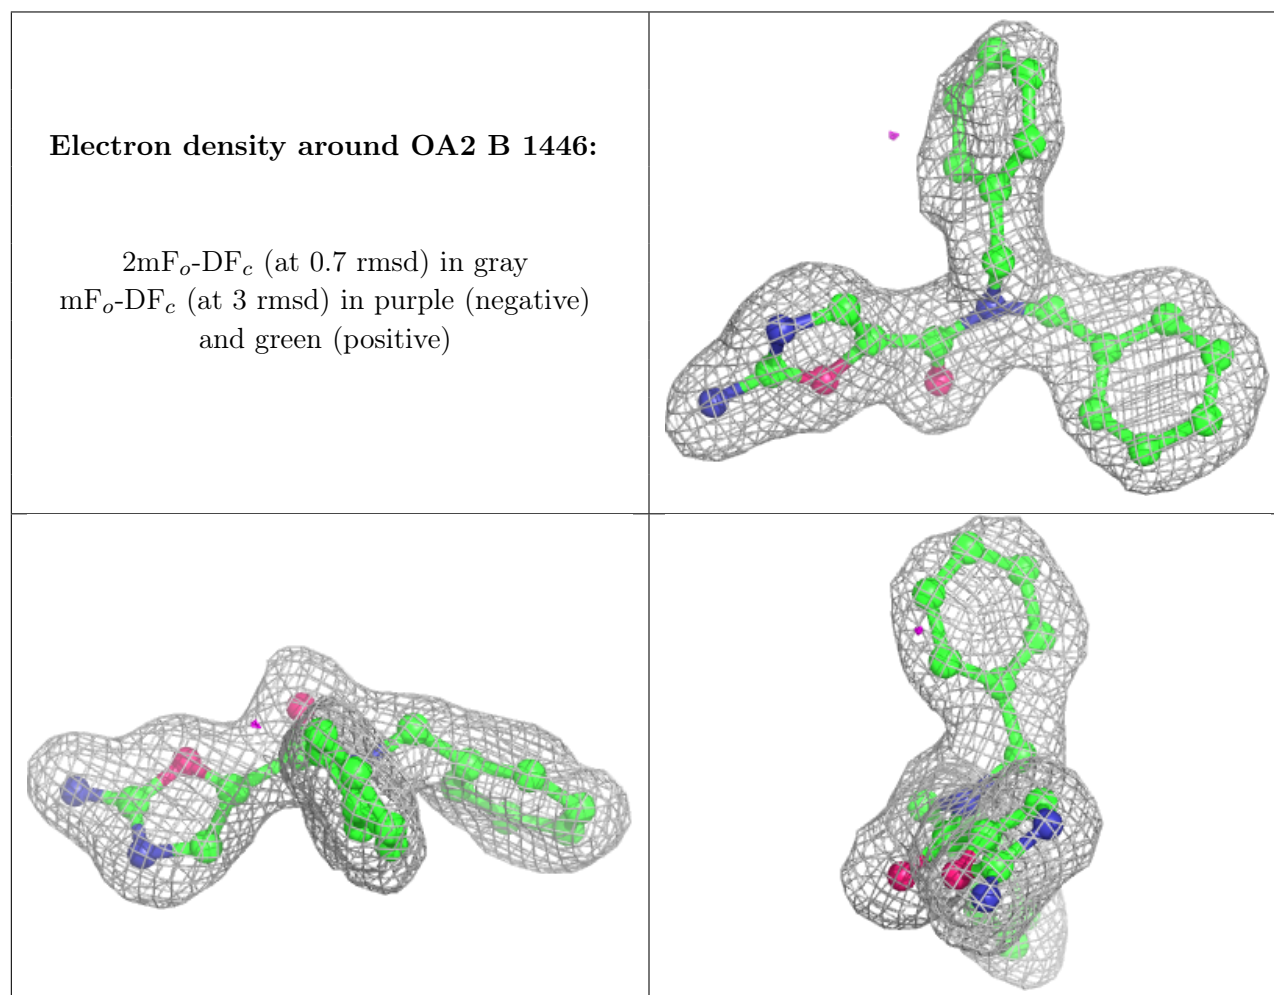 Electron density around OA2 B 1446:
2mFₒ-DF𝒸 (at 0.7 rmsd) in gray
mFₒ-DF𝒸 (at 3 rmsd) in purple (negative)
and green (positive)